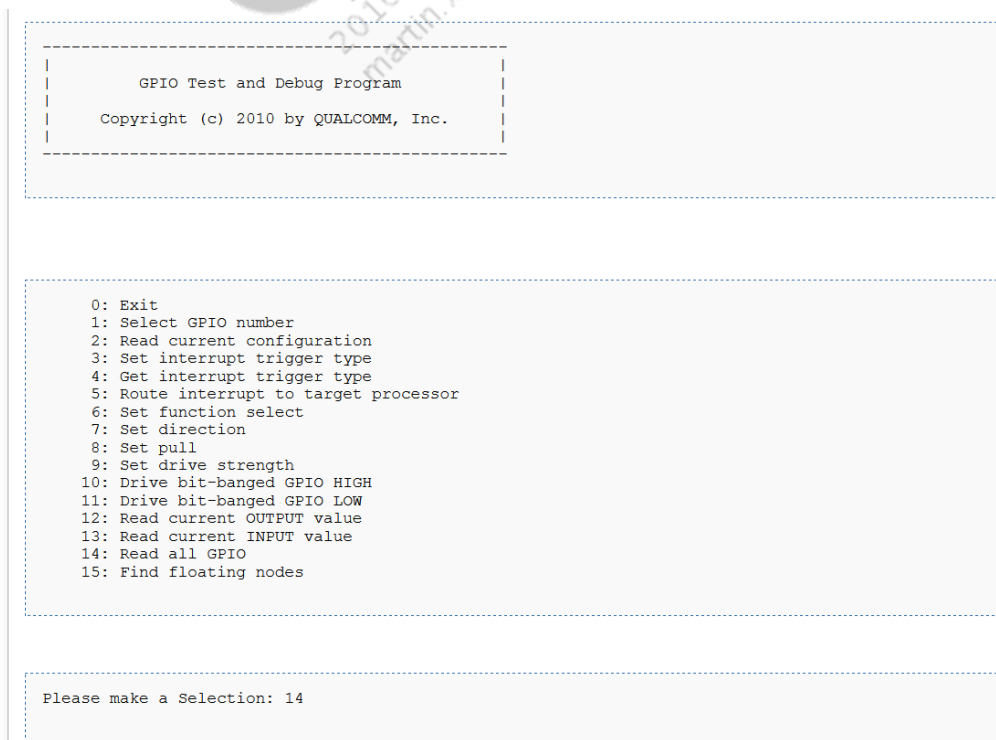 2016
martin.
------------------------------------------------
|                                              |
|         GPIO Test and Debug Program          |
|                                              |
|     Copyright (c) 2010 by QUALCOMM, Inc.     |
|                                              |
------------------------------------------------
0: Exit
1: Select GPIO number
2: Read current configuration
3: Set interrupt trigger type
4: Get interrupt trigger type
5: Route interrupt to target processor
6: Set function select
7: Set direction
8: Set pull
9: Set drive strength
10: Drive bit-banged GPIO HIGH
11: Drive bit-banged GPIO LOW
12: Read current OUTPUT value
13: Read current INPUT value
14: Read all GPIO
15: Find floating nodes
Please make a Selection: 14